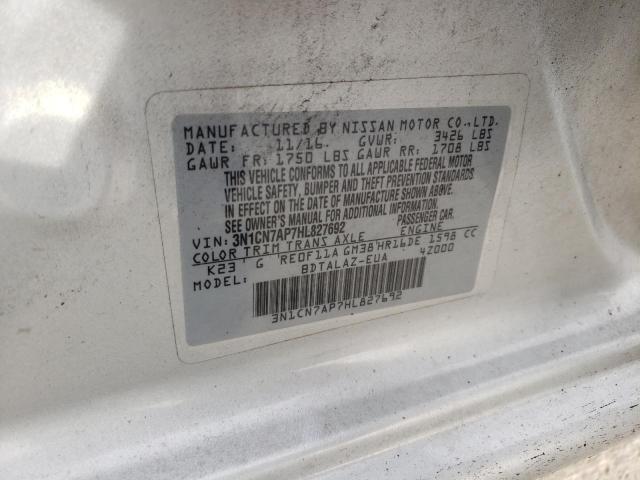 MANUFACTURED BY NISSAN MOTOR CO.,LTD.
DATE: 11/16. GVWR: 3426 LBS
GAWR FR: 1750 LBS GAWR RR: 1708 LBS
THIS VEHICLE CONFORMS TO ALL APPLICABLE FEDERAL MOTOR
VEHICLE SAFETY, BUMPER AND THEFT PREVENTION STANDARDS
IN EFFECT ON THE DATE OF MANUFACTURE SHOWN ABOVE.
SEE OWNER'S MANUAL FOR ADDITIONAL INFORMATION.
VIN: 3N1CN7AP7HL827692 PASSENGER CAR.
COLOR TRIM TRANS AXLE ENGINE
K23 G RE0F11A GM38 HR16DE 1598 CC
MODEL: BDTALAZ-EUA 42000
3N1CN7AP7HL827692